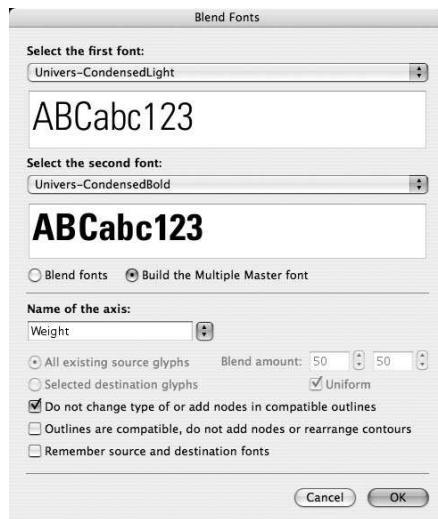 Blend Fonts
Select the first font:
Univers-CondensedLight
ABCabc123
Select the second font:
Univers-CondensedBold
ABCabc123
Blend fonts Build the Multiple Master font
Name of the axis:
Weight
All existing source glyphs Blend amount: 50 50
Selected destination glyphs Uniform
Do not change type of or add nodes in compatible outlines
Outlines are compatible, do not add nodes or rearrange contours
Remember source and destination fonts
Cancel OK